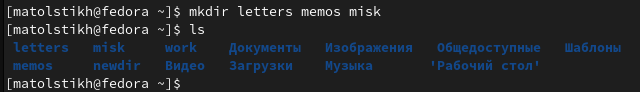 [matolstikh@fedora ~]$ mkdir letters memos misk
[matolstikh@fedora ~]$ ls
letters misk work Документы Изображения Общедоступные Шаблоны
memos newdir Видео Загрузки Музыка 'Рабочий стол'
[matolstikh@fedora ~]$